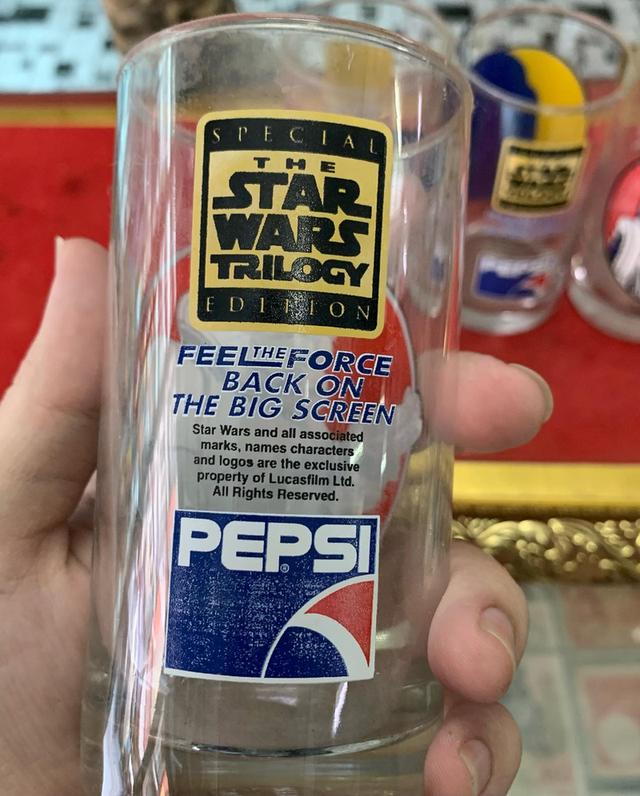 SPECIAL
THE
STAR
WARS
TRILOGY
EDITION
FEEL THE FORCE
BACK ON
THE BIG SCREEN
Star Wars and all associated
marks, names characters
and logos are the exclusive
property of Lucasfilm Ltd.
All Rights Reserved.
PEPSI
®